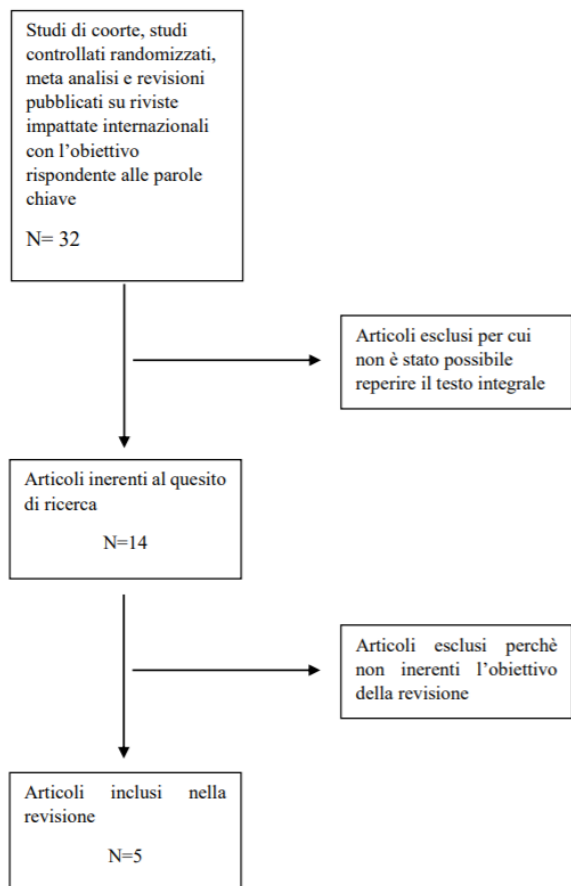 Studi di coorte, studi
controllati randomizzati,
meta analisi e revisioni
pubblicati su riviste
impattate internazionali
con l'obiettivo
rispondente alle parole
chiave
N= 32
Articoli esclusi per cui
non è stato possibile
reperire il testo integrale
Articoli inerenti al quesito
di ricerca
N=14
Articoli esclusi perchè
non inerenti l'obiettivo
della revisione
Articoli inclusi nella
revisione
N=5